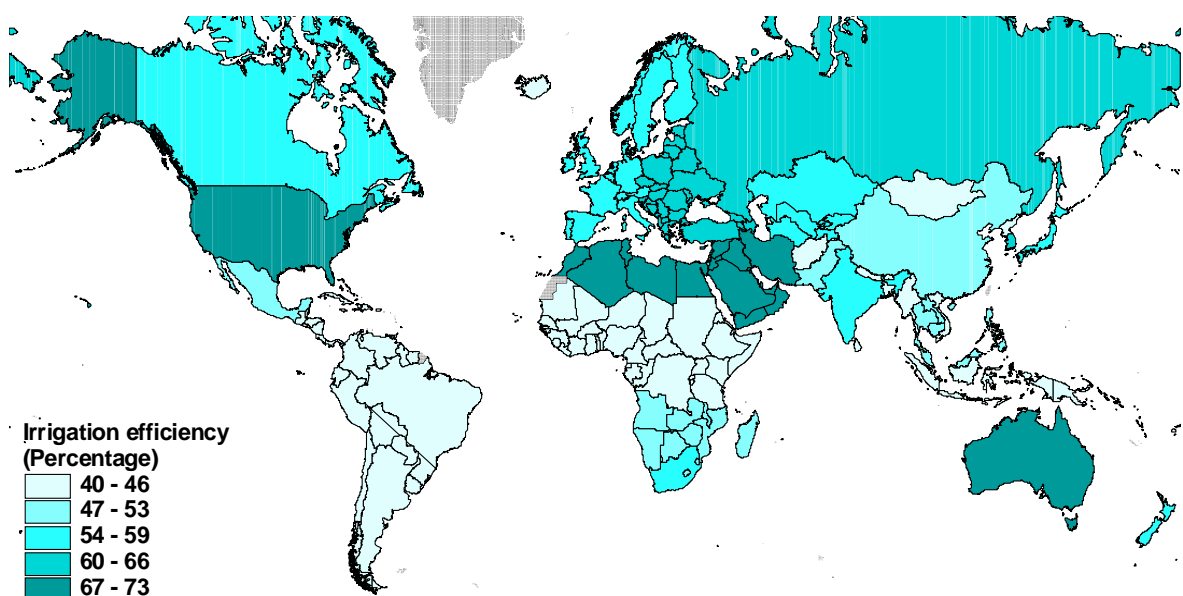 Irrigation efficiency
(Percentage)
40 - 46
47 - 53
54 - 59
60 - 66
67 - 73